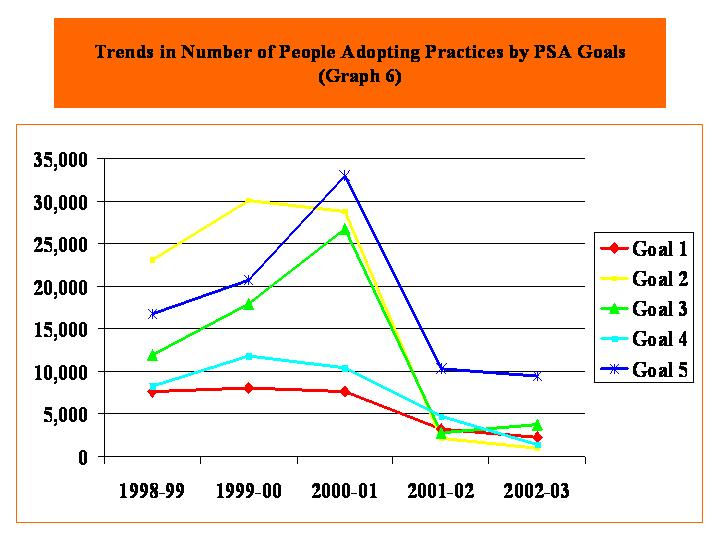 Trends in Number of People Adopting Practices by PSA Goals
(Graph 6)
35,000
30,000
25,000
20,000
15,000
10,000
5,000
0
1998-99 1999-00 2000-01 2001-02 2002-03
Goal 1
Goal 2
Goal 3
Goal 4
Goal 5